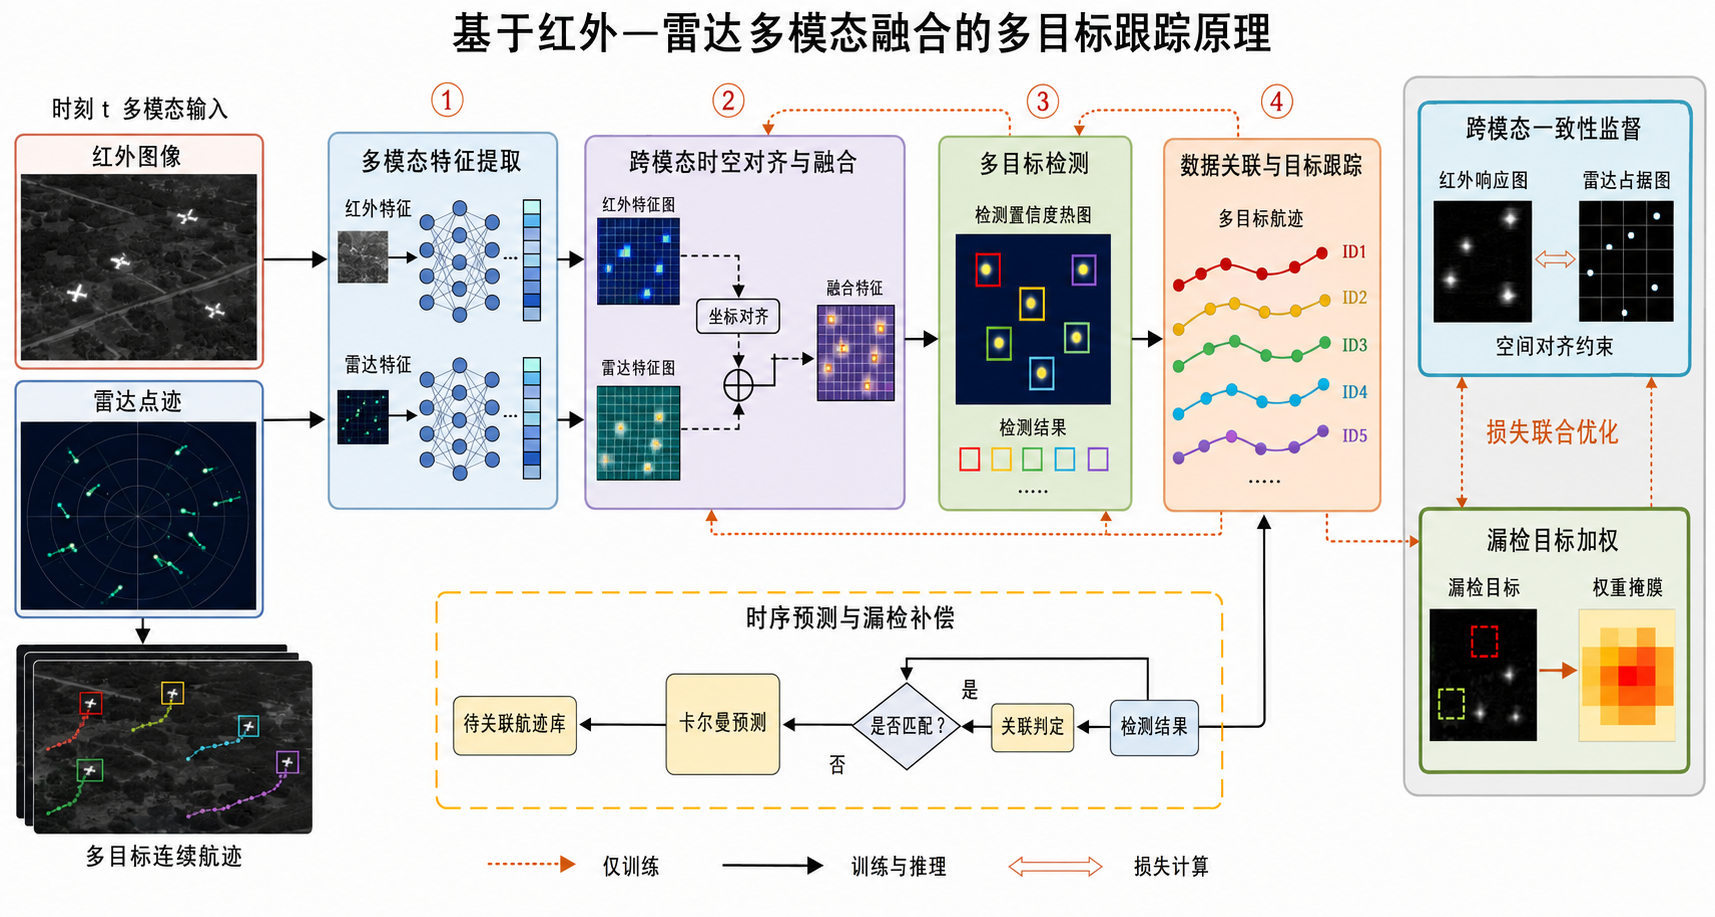 基于红外—雷达多模态融合的多目标跟踪原理
时刻 t 多模态输入
红外图像
雷达点迹
多目标连续航迹
①
多模态特征提取
红外特征
...
雷达特征
...
②
跨模态时空对齐与融合
红外特征图
坐标对齐
融合特征
雷达特征图
③
多目标检测
检测置信度热图
检测结果
.....
④
数据关联与目标跟踪
多目标航迹
ID1
ID2
ID3
ID4
ID5
.....
跨模态一致性监督
红外响应图
雷达占据图
空间对齐约束
损失联合优化
漏检目标加权
漏检目标
权重掩膜
时序预测与漏检补偿
待关联航迹库
卡尔曼预测
是否匹配？
是
否
关联判定
检测结果
仅训练
训练与推理
损失计算